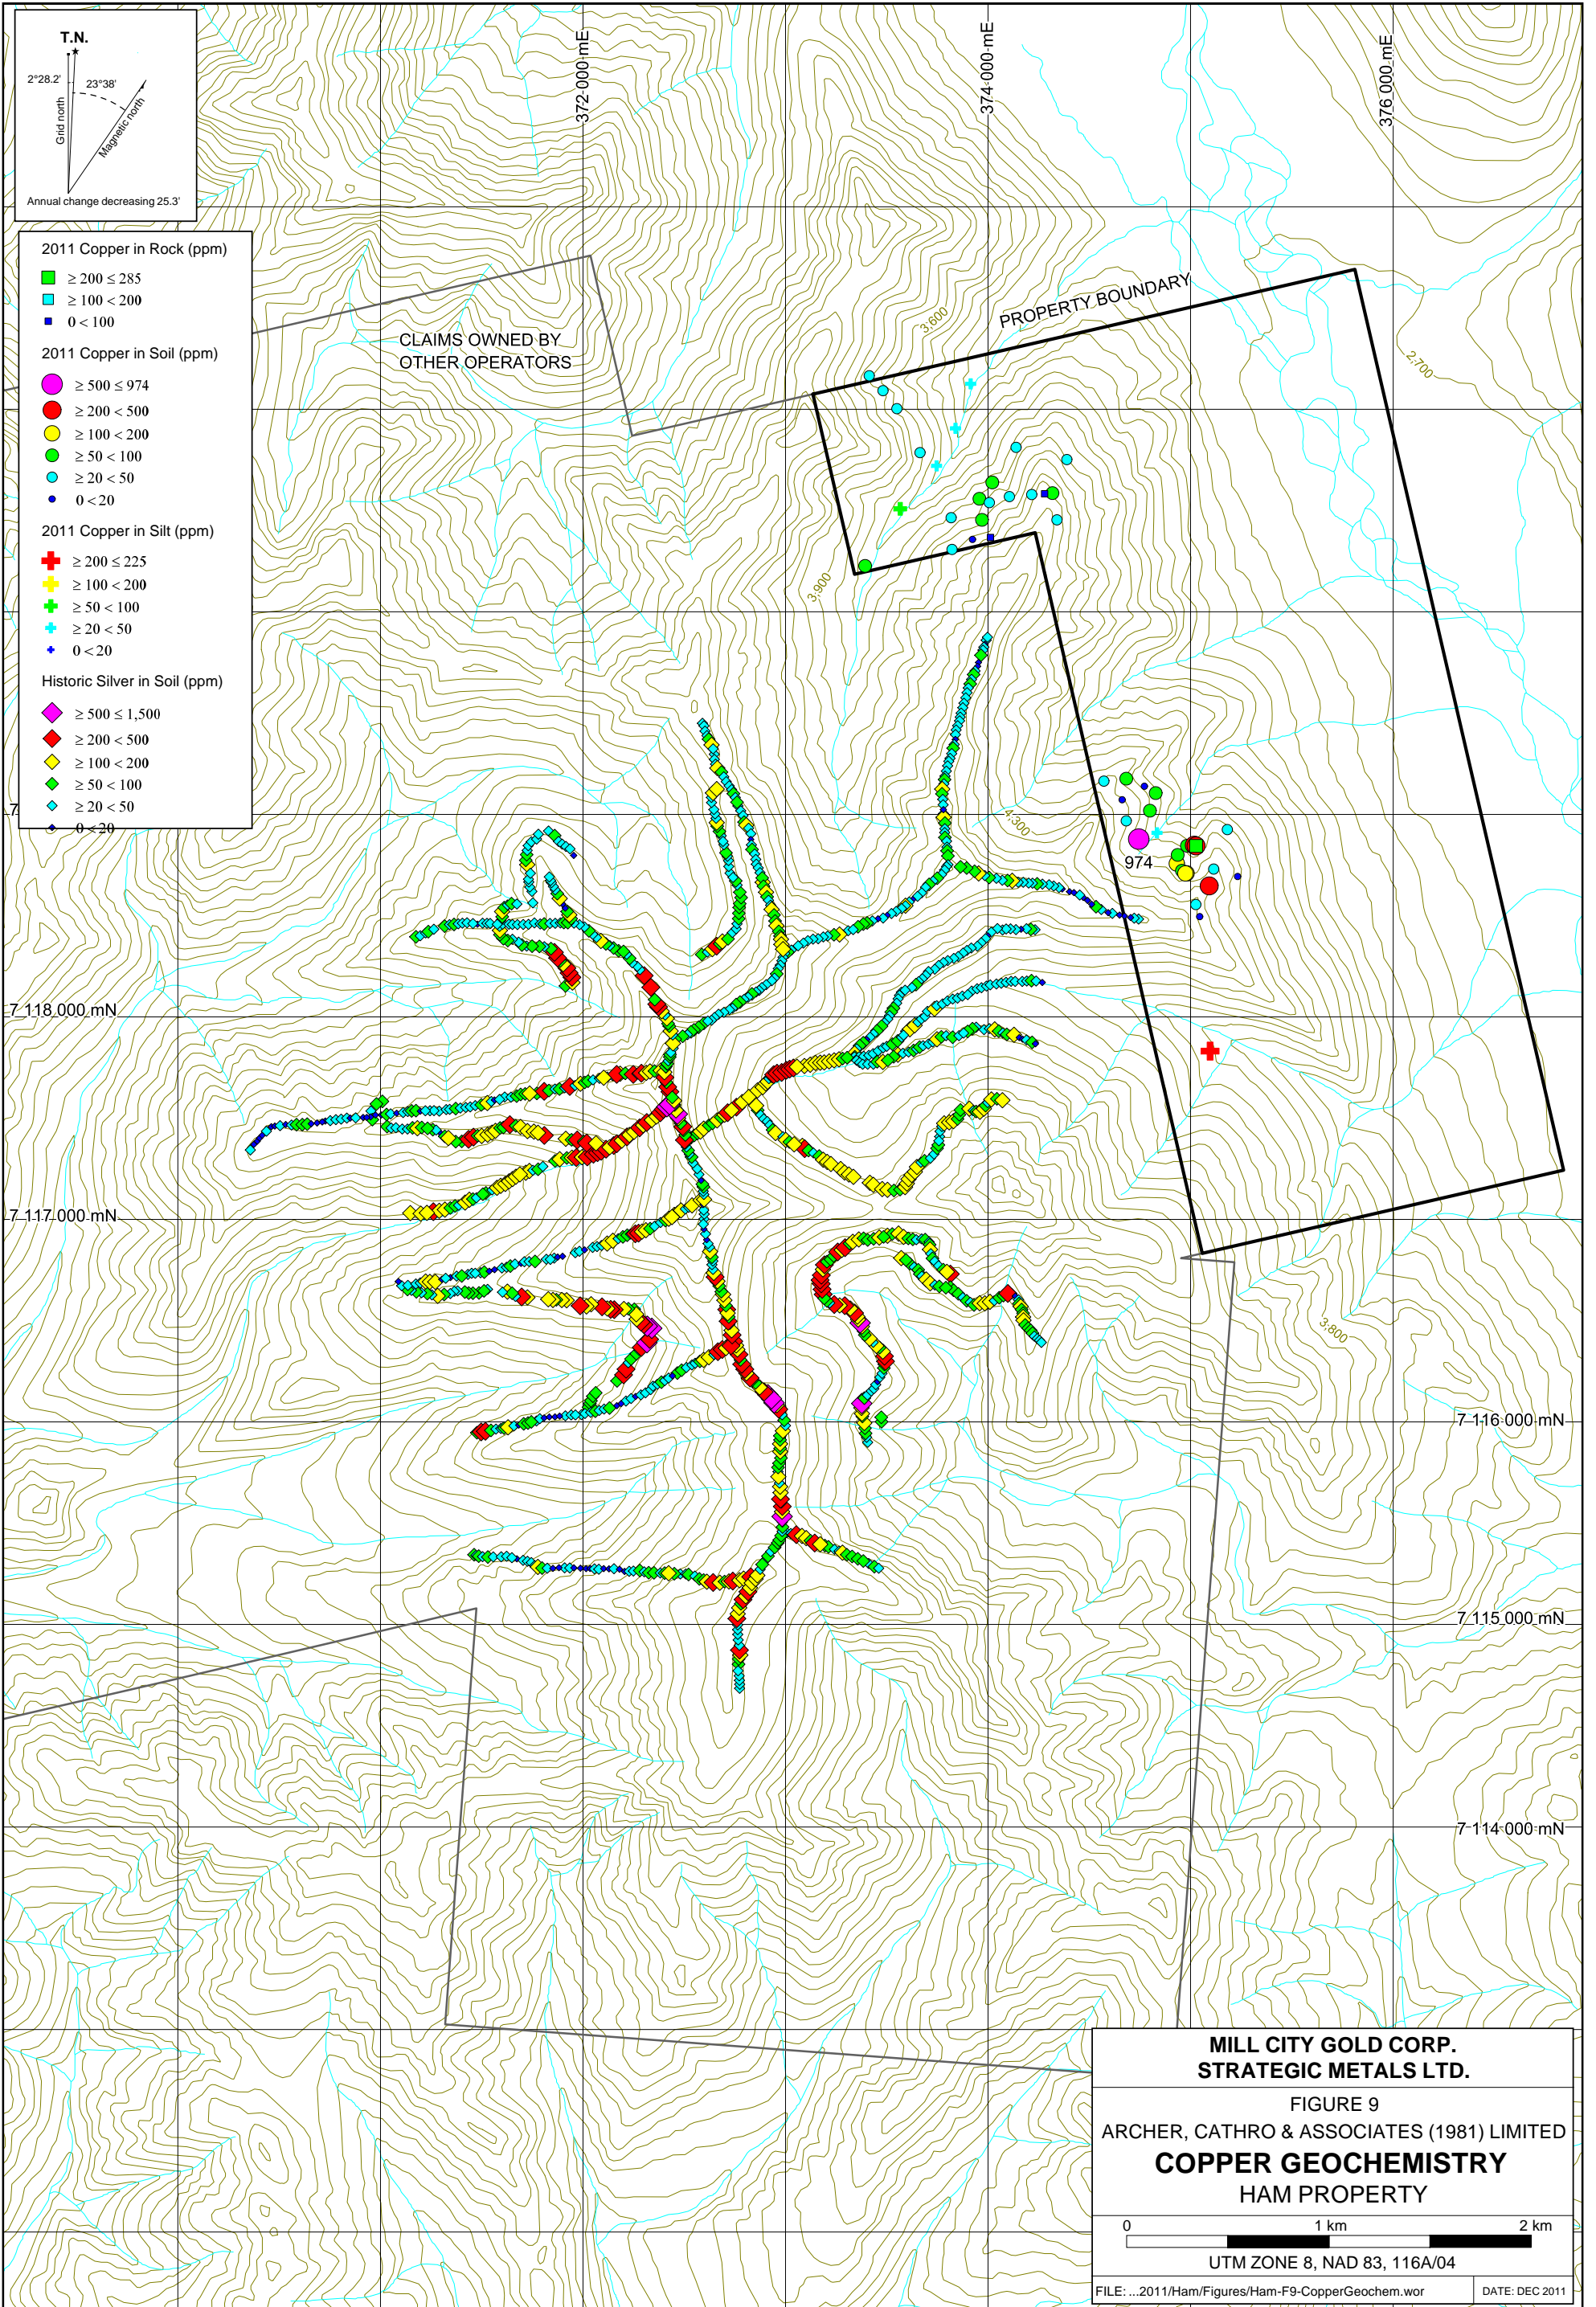 T.N.
2°28.2'
23°38'
Grid north
Magnetic north
Annual change decreasing 25.3'
372 000 mE
374 000 mE
376 000 mE
2011 Copper in Rock (ppm)
≥ 200 ≤ 285
≥ 100 < 200
0 < 100
2011 Copper in Soil (ppm)
≥ 500 ≤ 974
≥ 200 < 500
≥ 100 < 200
≥ 50 < 100
≥ 20 < 50
0 < 20
2011 Copper in Silt (ppm)
≥ 200 ≤ 225
≥ 100 < 200
≥ 50 < 100
≥ 20 < 50
0 < 20
Historic Silver in Soil (ppm)
≥ 500 ≤ 1,500
≥ 200 < 500
≥ 100 < 200
≥ 50 < 100
≥ 20 < 50
0 < 20
CLAIMS OWNED BY
OTHER OPERATORS
PROPERTY BOUNDARY
3,600
2,700
3,900
4,300
974
7
7 118 000 mN
7 117 000 mN
3,800
7 116 000 mN
7 115 000 mN
7 114 000 mN
MILL CITY GOLD CORP.
STRATEGIC METALS LTD.
FIGURE 9
ARCHER, CATHRO & ASSOCIATES (1981) LIMITED
COPPER GEOCHEMISTRY
HAM PROPERTY
0 1 km 2 km
UTM ZONE 8, NAD 83, 116A/04
FILE: ...2011/Ham/Figures/Ham-F9-CopperGeochem.wor
DATE: DEC 2011